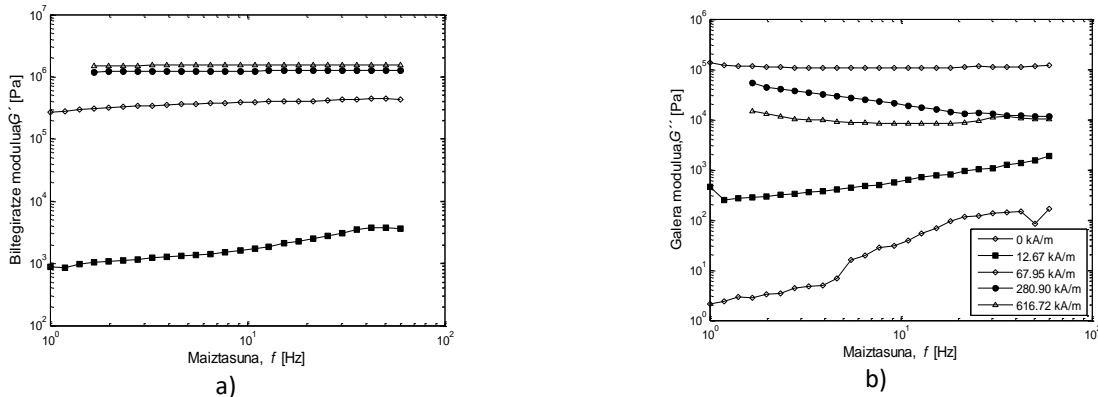 Biltegiratze modulua,G´ [Pa]
10^7
10^6
10^5
10^4
10^3
10^2
10^0
10^1
10^2
Maiztasuna, f [Hz]
a)
Galera modulua,G´´ [Pa]
10^6
10^5
10^4
10^3
10^2
10^1
10^0
10^0
10^1
10^2
Maiztasuna, f [Hz]
0 kA/m
12.67 kA/m
67.95 kA/m
280.90 kA/m
616.72 kA/m
b)